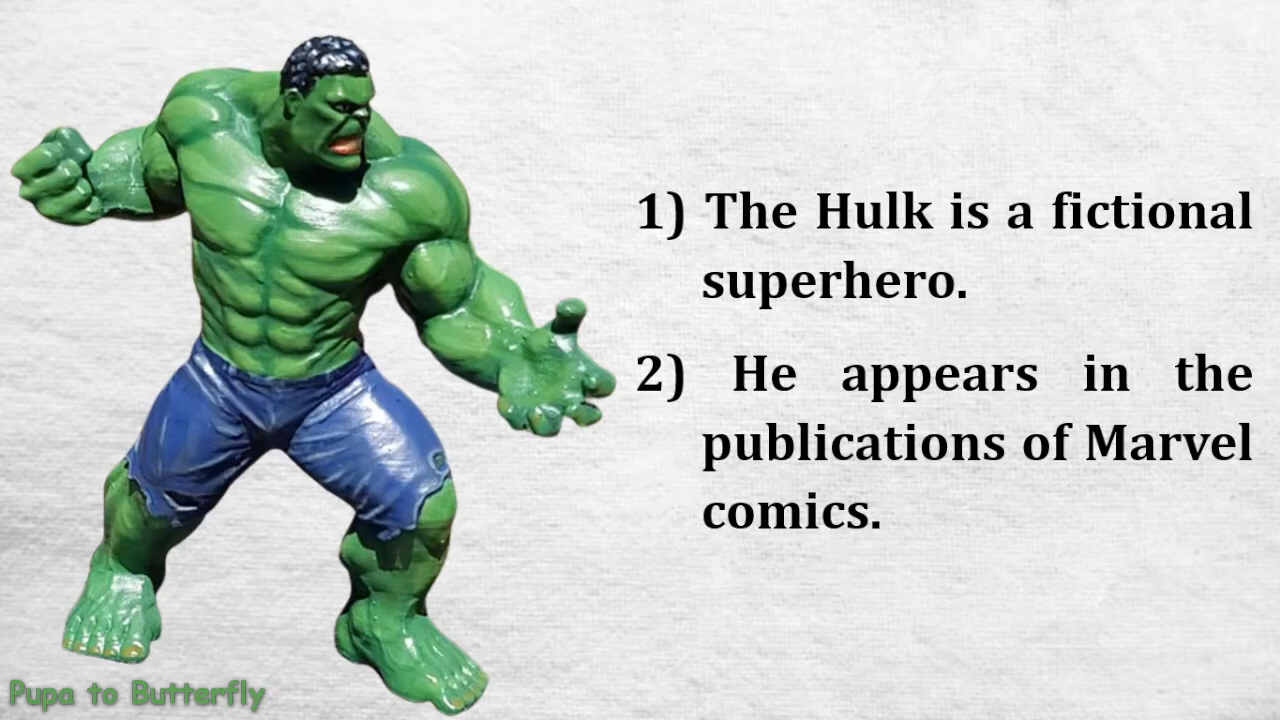 1) The Hulk is a fictional
superhero.
2) He appears in the
publications of Marvel
comics.
Pupa to Butterfly